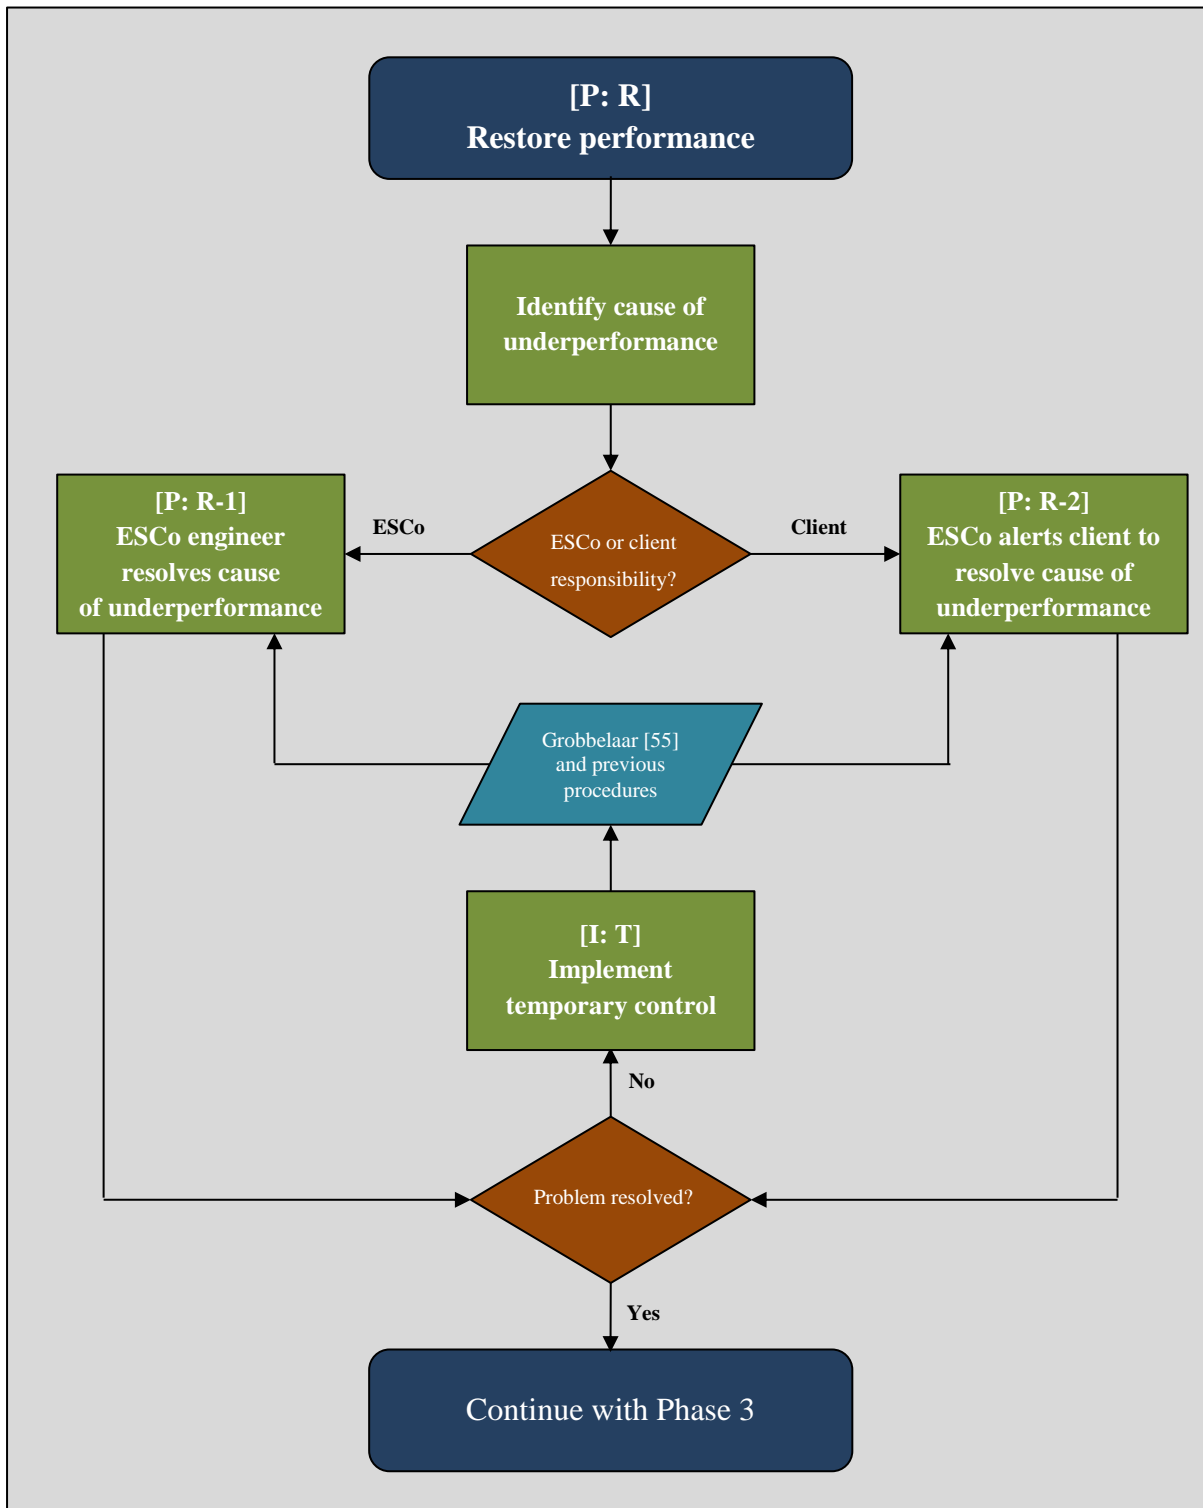 [P: R]
Restore performance
Identify cause of
underperformance
[P: R-1]
ESCo engineer
resolves cause
of underperformance
ESCo
ESCo or client
responsibility?
Client
[P: R-2]
ESCo alerts client to
resolve cause of
underperformance
Grobbelaar [55]
and previous
procedures
[I: T]
Implement
temporary control
No
Problem resolved?
Yes
Continue with Phase 3